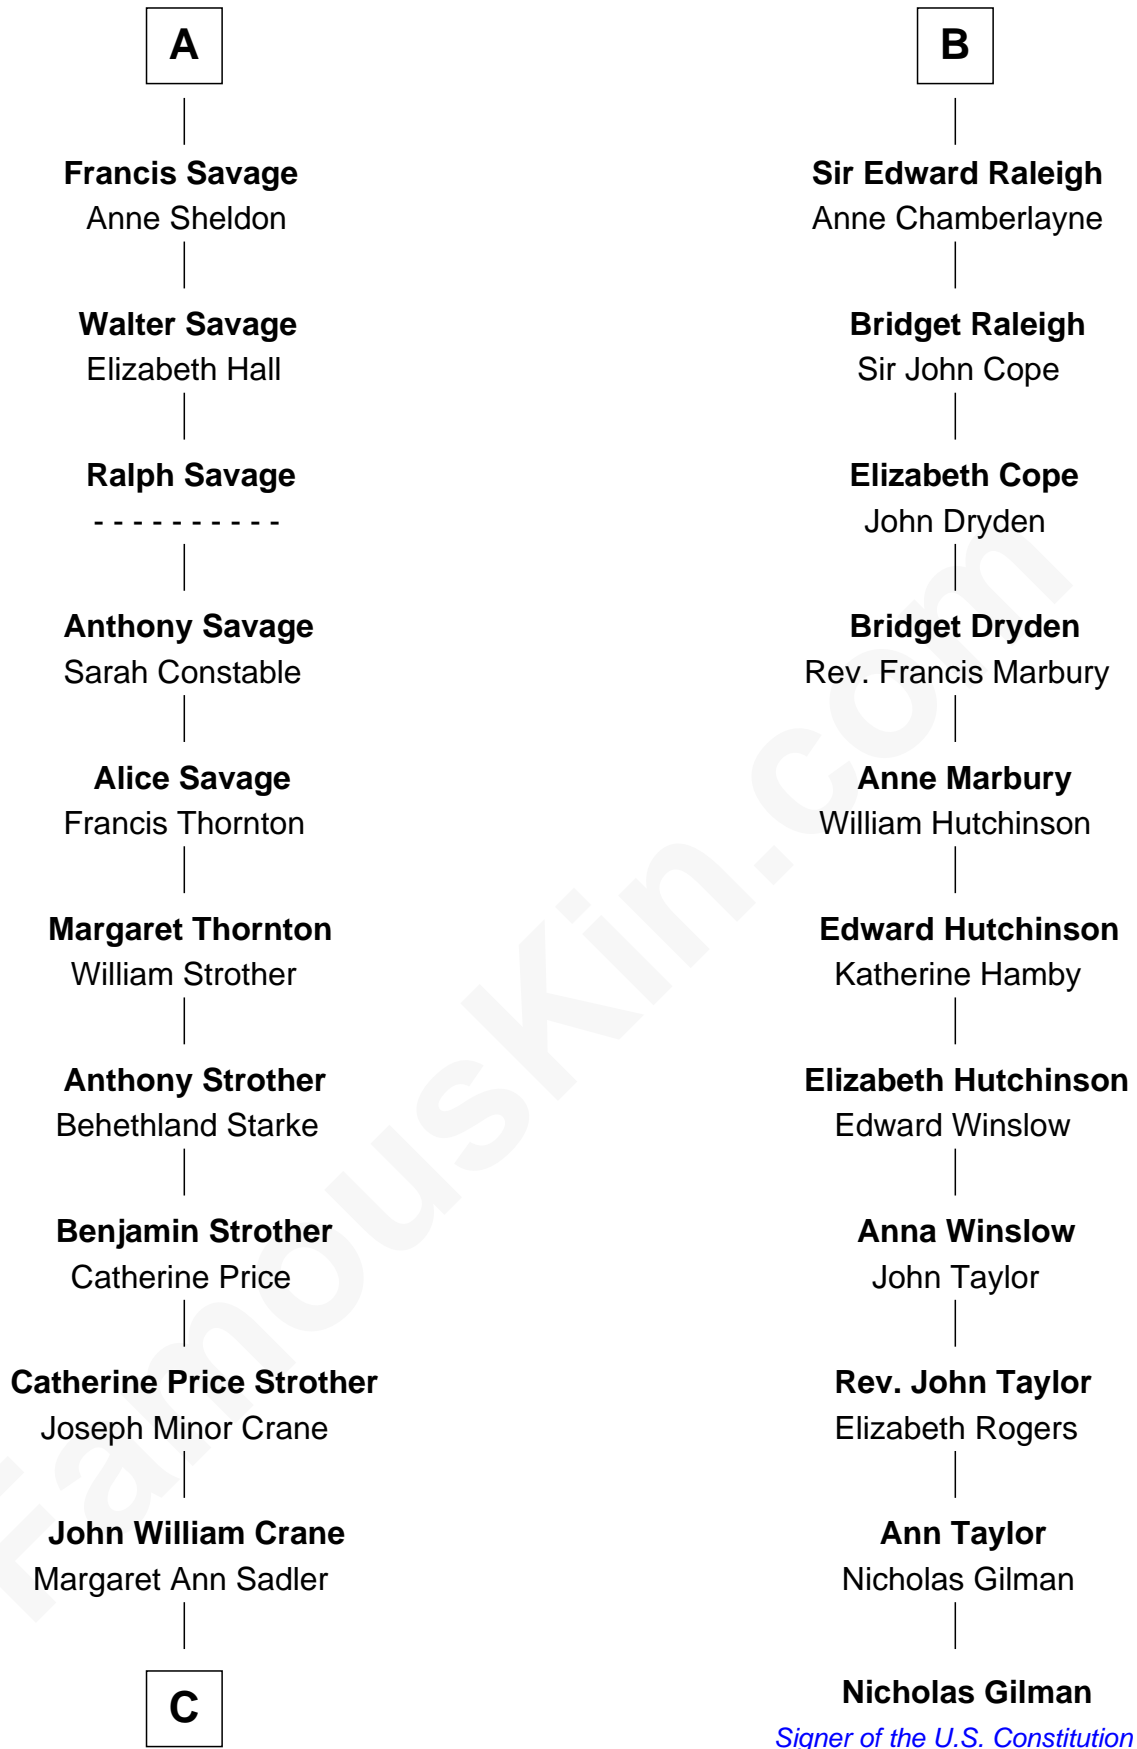 A
Francis Savage
Anne Sheldon
Walter Savage
Elizabeth Hall
Ralph Savage
- - - - - - - - - -
Anthony Savage
Sarah Constable
Alice Savage
Francis Thornton
Margaret Thornton
William Strother
Anthony Strother
Behethland Starke
Benjamin Strother
Catherine Price
Catherine Price Strother
Joseph Minor Crane
John William Crane
Margaret Ann Sadler
C
B
Sir Edward Raleigh
Anne Chamberlayne
Bridget Raleigh
Sir John Cope
Elizabeth Cope
John Dryden
Bridget Dryden
Rev. Francis Marbury
Anne Marbury
William Hutchinson
Edward Hutchinson
Katherine Hamby
Elizabeth Hutchinson
Edward Winslow
Anna Winslow
John Taylor
Rev. John Taylor
Elizabeth Rogers
Ann Taylor
Nicholas Gilman
Nicholas Gilman
Signer of the U.S. Constitution
FamousKin.com